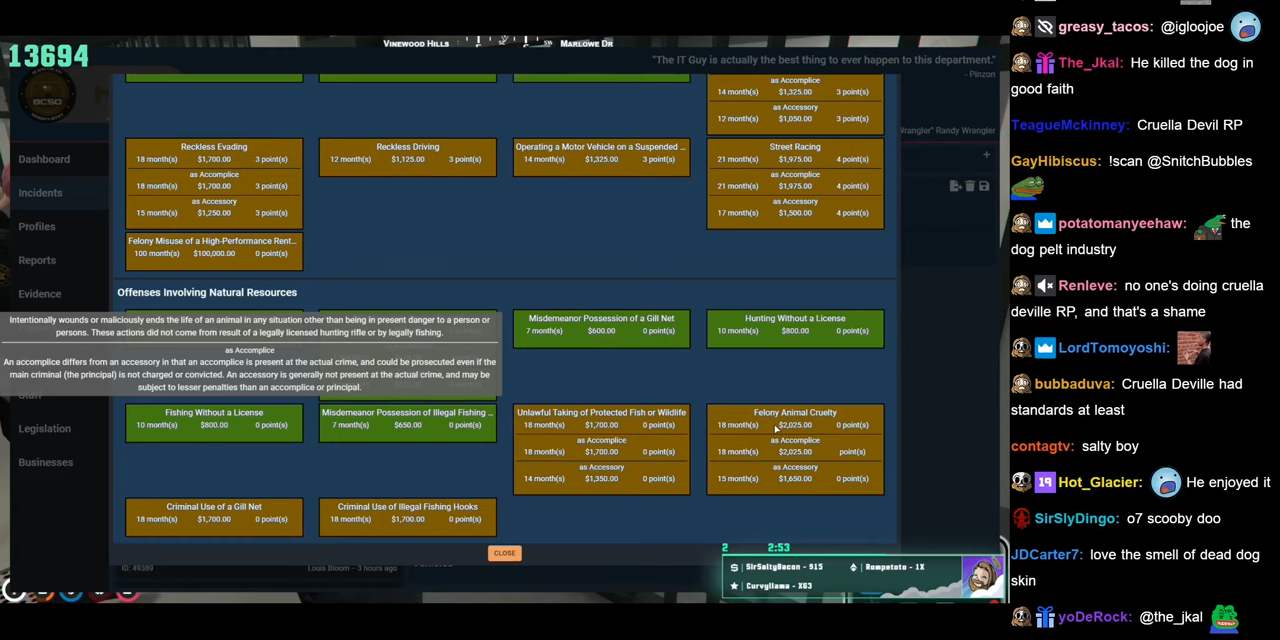 13694
VINEWOOD HILLS
SW
MARLOWE DR
"The IT Guy is actually the best thing to ever happen to this department."
- Pinzon
BCSO
Wrangler" Randy Wrangler
Dashboard
Incidents
Profiles
Reports
Evidence
Legislation
Businesses
as Accomplice
14 month(s) $1,325.00 3 point(s)
as Accessory
12 month(s) $1,050.00 3 point(s)
Reckless Evading
18 month(s) $1,700.00 3 point(s)
as Accomplice
18 month(s) $1,700.00 3 point(s)
as Accessory
15 month(s) $1,250.00 3 point(s)
Reckless Driving
12 month(s) $1,125.00 3 point(s)
Operating a Motor Vehicle on a Suspended ...
14 month(s) $1,325.00 3 point(s)
Street Racing
21 month(s) $1,975.00 4 point(s)
as Accomplice
21 month(s) $1,975.00 4 point(s)
as Accessory
17 month(s) $1,500.00 4 point(s)
Felony Misuse of a High-Performance Rent...
100 month(s) $100,000.00 0 point(s)
Offenses Involving Natural Resources
Intentionally wounds or maliciously ends the life of an animal in any situation other than being in present danger to a person or
persons. These actions did not come from result of a legally licensed hunting rifle or by legally fishing.
as Accomplice
An accomplice differs from an accessory in that an accomplice is present at the actual crime, and could be prosecuted even if the
main criminal (the principal) is not charged or convicted. An accessory is generally not present at the actual crime, and may be
subject to lesser penalties than an accomplice or principal.
Misdemeanor Possession of a Gill Net
7 month(s) $600.00 0 point(s)
Hunting Without a License
10 month(s) $800.00 0 point(s)
Fishing Without a License
10 month(s) $800.00 0 point(s)
Misdemeanor Possession of Illegal Fishing ...
7 month(s) $650.00 0 point(s)
Unlawful Taking of Protected Fish or Wildlife
18 month(s) $1,700.00 0 point(s)
as Accomplice
18 month(s) $1,700.00 0 point(s)
as Accessory
14 month(s) $1,350.00 0 point(s)
Felony Animal Cruelty
18 month(s) $2,025.00 0 point(s)
as Accomplice
18 month(s) $2,025.00 point(s)
as Accessory
15 month(s) $1,650.00 0 point(s)
Criminal Use of a Gill Net
18 month(s) $1,700.00 0 point(s)
Criminal Use of Illegal Fishing Hooks
18 month(s) $1,700.00 0 point(s)
CLOSE
ID: 49389
Louis Bloom – 3 hours ago
2 2:53
SirSaltyBacon - $15
Rampotato - 1X
Curvyllama - X63
greasy_tacos: @igloojoe
The_Jkal: He killed the dog in
good faith
TeagueMckinney: Cruella Devil RP
GayHibiscus: !scan @SnitchBubbles
potatomanyeehaw: the
dog pelt industry
Renleve: no one's doing cruella
deville RP, and that's a shame
LordTomoyoshi:
bubbaduva: Cruella Deville had
standards at least
contagtv: salty boy
19 Hot_Glacier: He enjoyed it
SirSlyDingo: o7 scooby doo
JDCarter7: love the smell of dead dog
skin
yoDeRock: @the_jkal